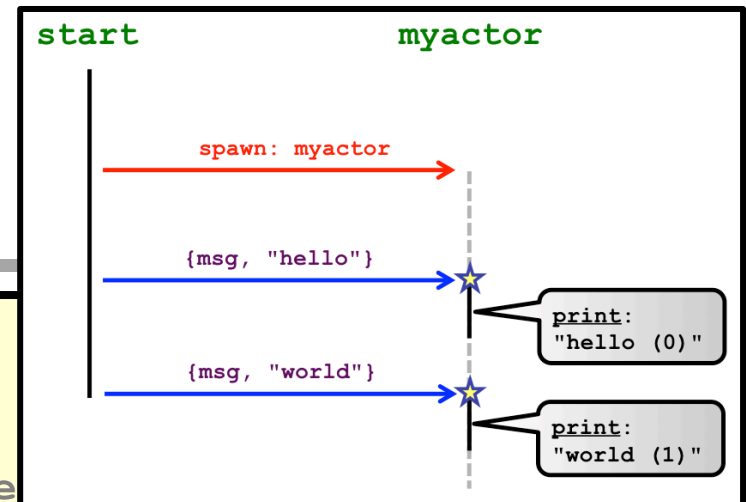 start myactor
spawn: myactor
{msg, "hello"}
print:
"hello (0)"
{msg, "world"}
print:
"world (1)"
e